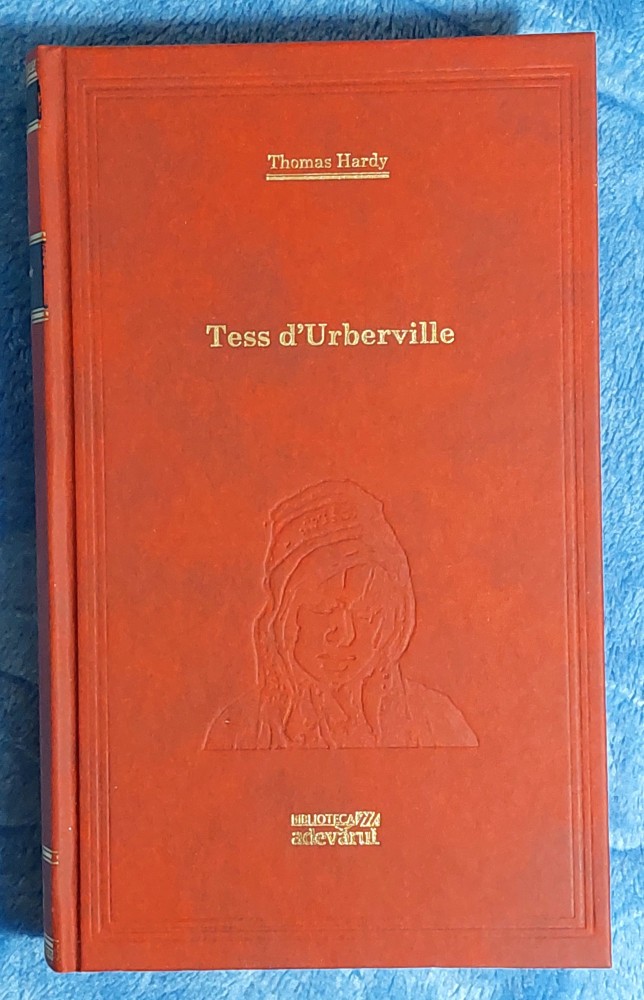 Thomas Hardy
Tess d'Urberville
BIBLIOTECA
adevărul